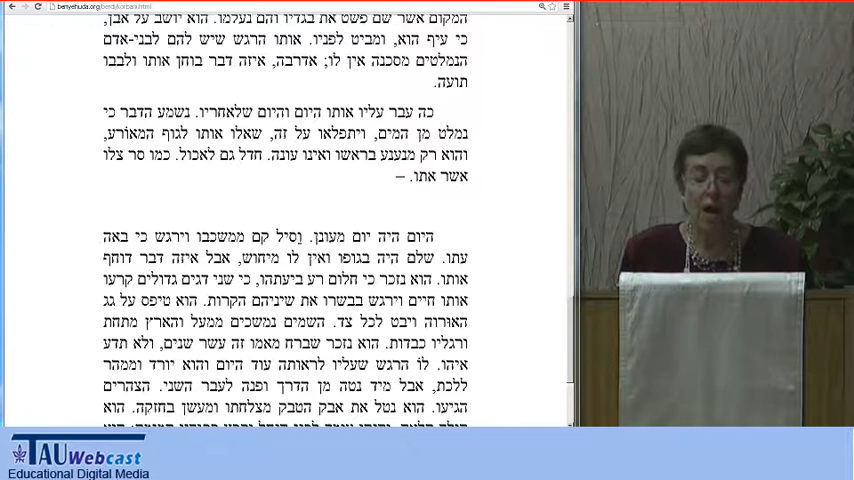 benyehuda.org/berdy/korban.html
המקום אשר שם פשט את בגדיו והם נעלמו. הוא יושב על אבן,
כי עיף הוא, ומביט לפניו. אותו הרגש שיש להם לבני-אדם
הנמלטים מסכנה אין לו; אדרבה, איזה דבר בוחן אותו ולבבו
תועה.
כה עבר עליו אותו היום והיום שלאחריו. נשמע הדבר כי
נמלט מן המים, ויתפלאו על זה, שאלו אותו לגוף המאורע,
והוא רק מנענע בראשו ואינו עונה. חדל גם לאכול. כמו סר צלו
אשר אתו. –
היום היה יום מעונן. וַסיל קם ממשכבו וירגש כי באה
עתו. שלם היה בגופו ואין לו מיחוש, אבל איזה דבר דוחף
אותו. הוא נזכר כי חלום רע ביעתהו, כי שני דגים גדולים קרעו
אותו חיים וירגש בבשרו את שיניהם הקרות. הוא טיפס על גג
האורוה ויבט לכל צד. השמים נמשכים ממעל והארץ מתחת
ורגליו כבדות. הוא נזכר שברח מאמו זה עשר שנים, ולא תדע
איהו. לוֹ הרגש שעליו לראותה עוד היום והוא יורד וממהר
ללכת, אבל מיד נטה מן הדרך ופנה לעבר השני. הצהרים
הגיעו. הוא נטל את אבק הטבק מצלחתו ומעשן בחזקה. הוא
TAU Webcast
Educational Digital Media